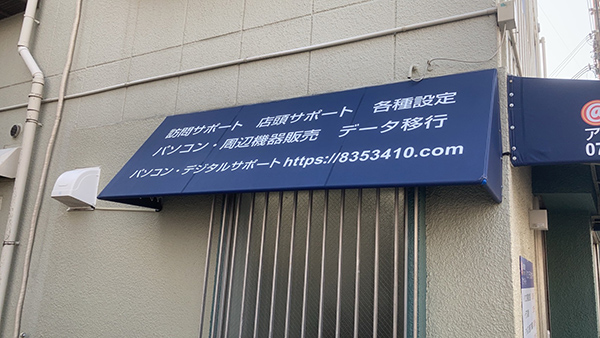 訪問サポート 店頭サポート 各種設定
パソコン・周辺機器販売 データ移行
パソコン・デジタルサポート https://8353410.com
@
ア
07